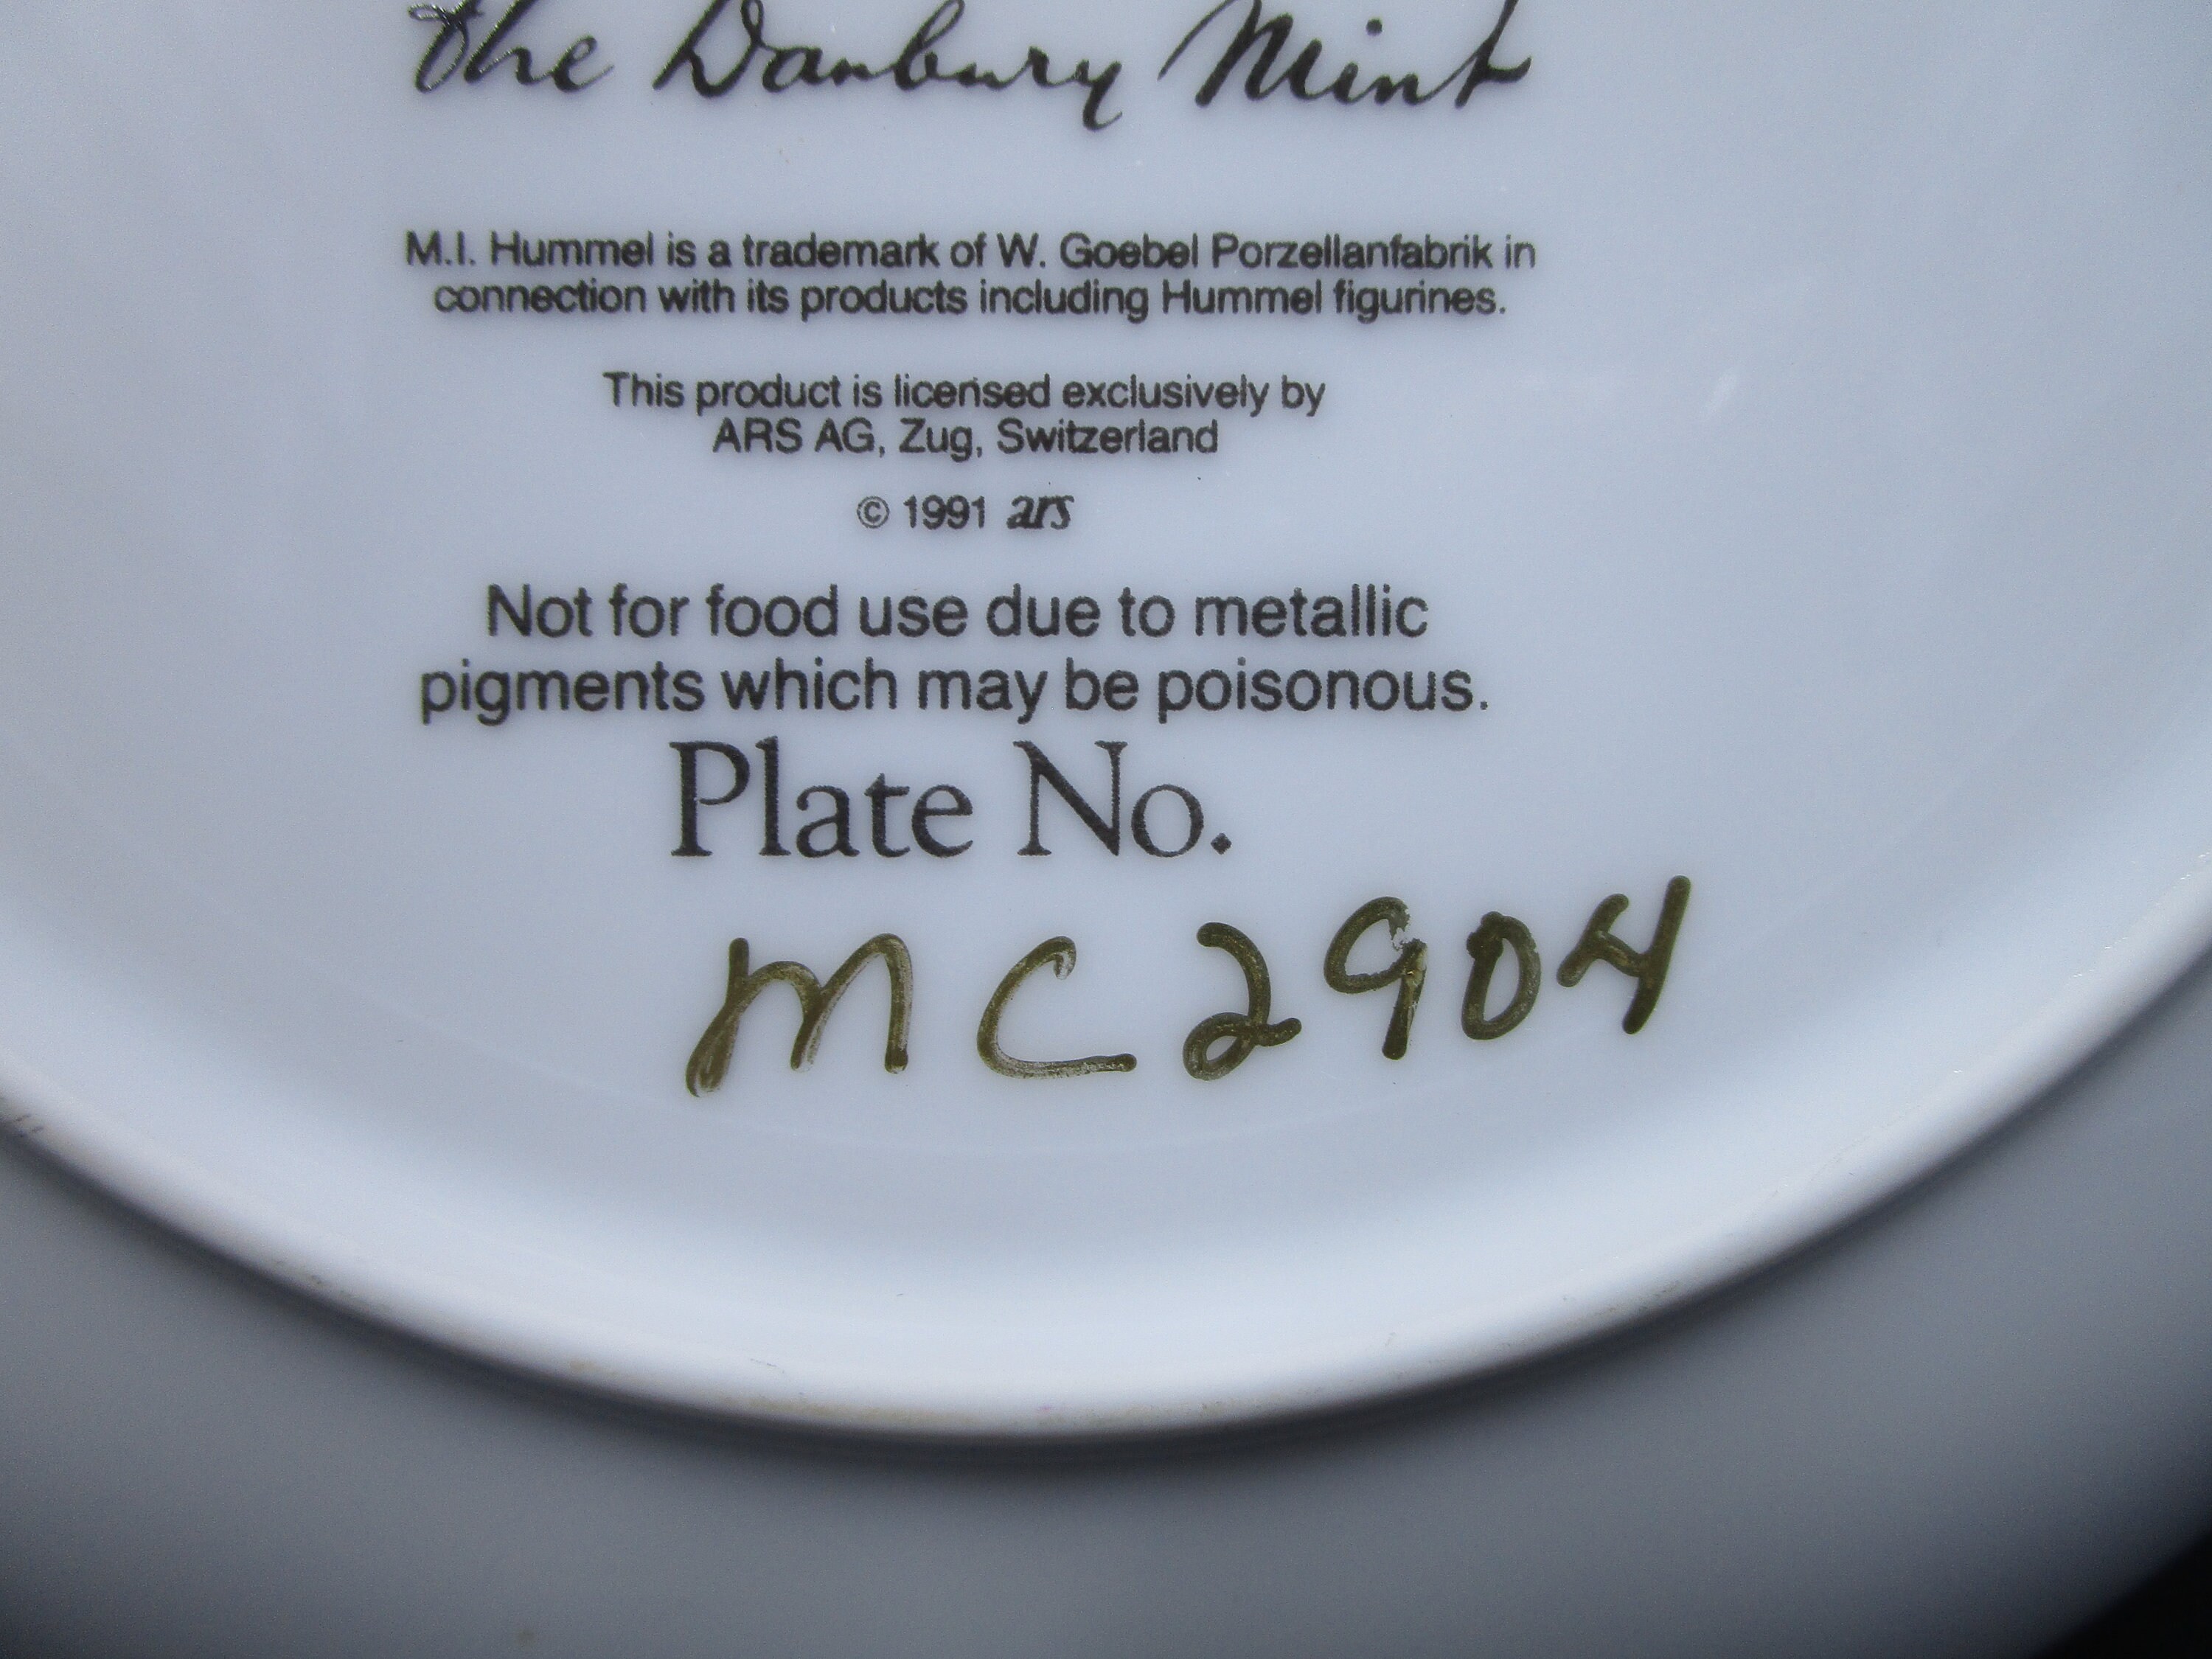 the Danbury Mint
M.I. Hummel is a trademark of W. Goebel Porzellanfabrik in
connection with its products including Hummel figurines.
This product is licensed exclusively by
ARS AG, Zug, Switzerland
© 1991 ars
Not for food use due to metallic
pigments which may be poisonous.
Plate No.
MC2904